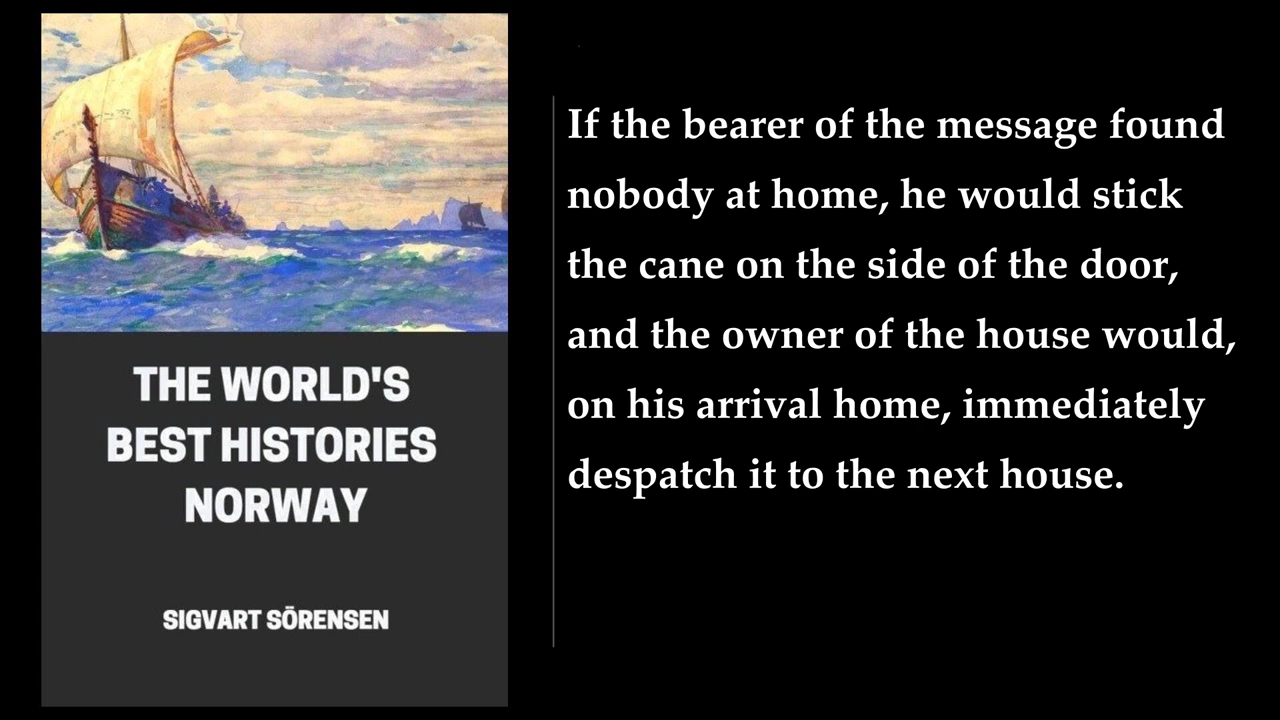 THE WORLD'S
BEST HISTORIES
NORWAY
SIGVART SÖRENSEN
If the bearer of the message found
nobody at home, he would stick
the cane on the side of the door,
and the owner of the house would,
on his arrival home, immediately
despatch it to the next house.